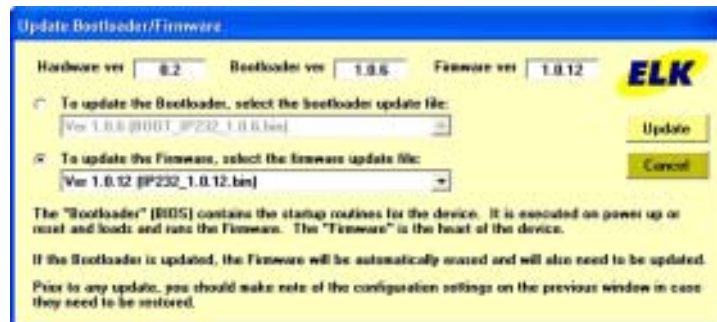 Update Bootloader/Firmware
Hardware ver 0.2 Bootloader ver 1.0.6 Firmware ver 1.0.12
ELK
To update the Bootloader, select the bootloader update file:
Ver 1.0.6 (BOOT_IP232_1.0.6.bin)
Update
To update the Firmware, select the firmware update file:
Cancel
Ver 1.0.12 (IP232_1.0.12.bin)
The "Bootloader" (BIOS) contains the startup routines for the device. It is executed on power up or
reset and loads and runs the Firmware. The "Firmware" is the heart of the device.
If the Bootloader is updated, the Firmware will be automatically erased and will also need to be updated.
Prior to any update, you should make note of the configuration settings on the previous window in case
they need to be restored.